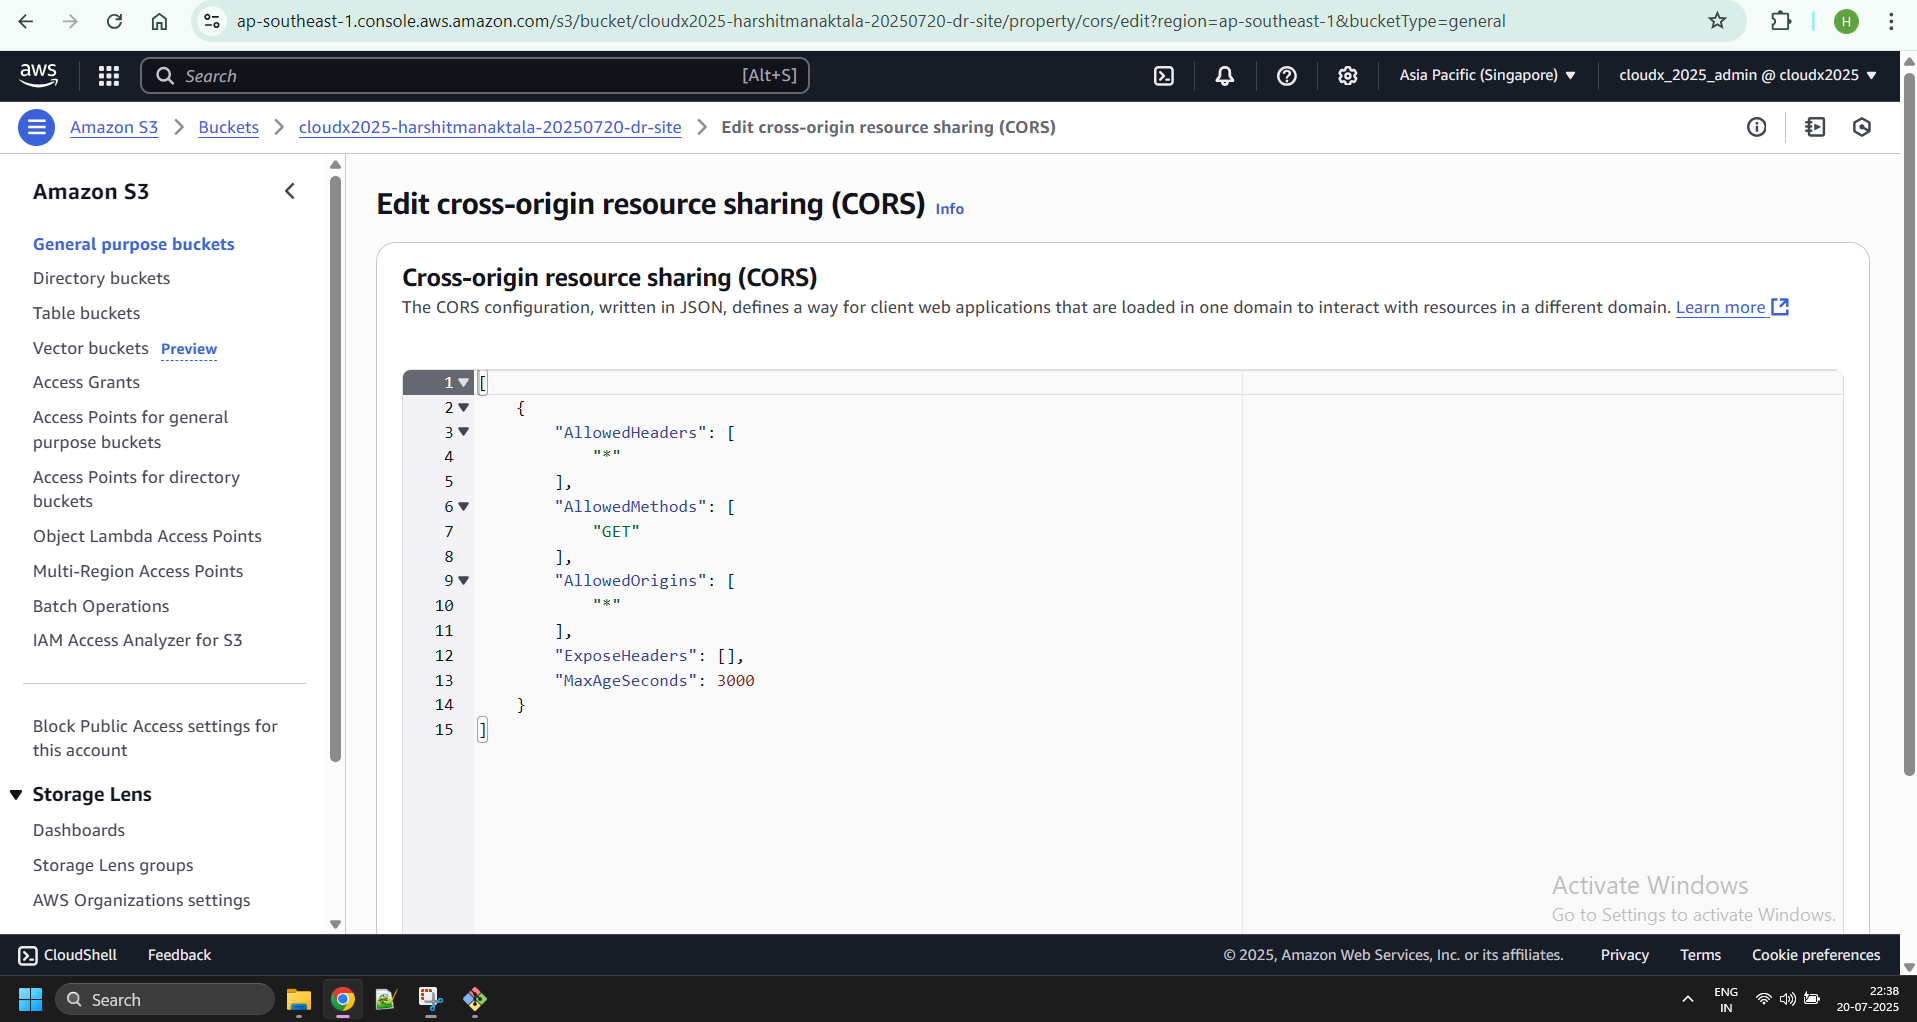 ap-southeast-1.console.aws.amazon.com/s3/bucket/cloudx2025-harshitmanaktala-20250720-dr-site/property/cors/edit?region=ap-southeast-1&bucketType=general
H
aws
Search
[Alt+S]
Asia Pacific (Singapore)
cloudx_2025_admin @ cloudx2025
Amazon S3
Buckets
cloudx2025-harshitmanaktala-20250720-dr-site
Edit cross-origin resource sharing (CORS)
Amazon S3
General purpose buckets
Directory buckets
Table buckets
Vector buckets Preview
Access Grants
Access Points for general
purpose buckets
Access Points for directory
buckets
Object Lambda Access Points
Multi-Region Access Points
Batch Operations
IAM Access Analyzer for S3
Block Public Access settings for
this account
Storage Lens
Dashboards
Storage Lens groups
AWS Organizations settings
Edit cross-origin resource sharing (CORS) Info
Cross-origin resource sharing (CORS)
The CORS configuration, written in JSON, defines a way for client web applications that are loaded in one domain to interact with resources in a different domain. Learn more
1 [
2 {
3 "AllowedHeaders": [
4 "*"
5 ],
6 "AllowedMethods": [
7 "GET"
8 ],
9 "AllowedOrigins": [
10 "*"
11 ],
12 "ExposeHeaders": [],
13 "MaxAgeSeconds": 3000
14 }
15 ]
Activate Windows
Go to Settings to activate Windows.
CloudShell
Feedback
© 2025, Amazon Web Services, Inc. or its affiliates.
Privacy
Terms
Cookie preferences
Search
ENG
IN
22:38
20-07-2025